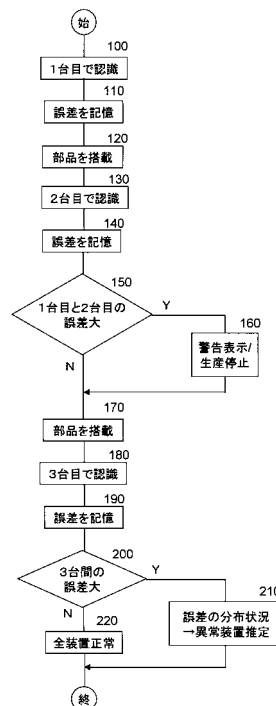 始
100
1台目で認識
110
誤差を記憶
120
部品を搭載
130
2台目で認識
140
誤差を記憶
150
1台目と2台目の
誤差大
Y
N
160
警告表示/
生産停止
170
部品を搭載
180
3台目で認識
190
誤差を記憶
200
3台間の
誤差大
Y
N
210
誤差の分布状況
→異常装置推定
220
全装置正常
終